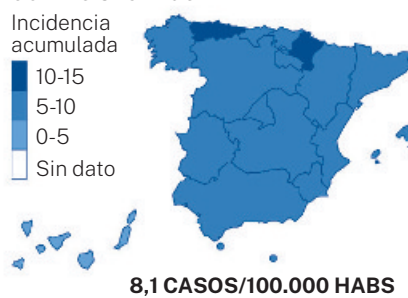 Incidencia
acumulada
10-15
5-10
0-5
Sin dato
8,1 CASOS/100.000 HABS